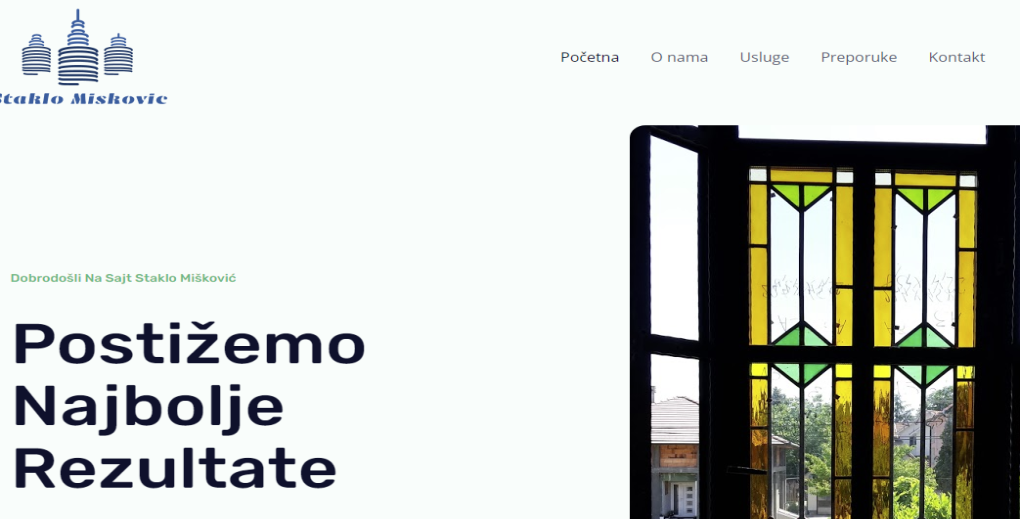 Staklo Miskovic
Početna
O nama
Usluge
Preporuke
Kontakt
Dobrodošli Na Sajt Staklo Mišković
Postižemo
Najbolje
Rezultate